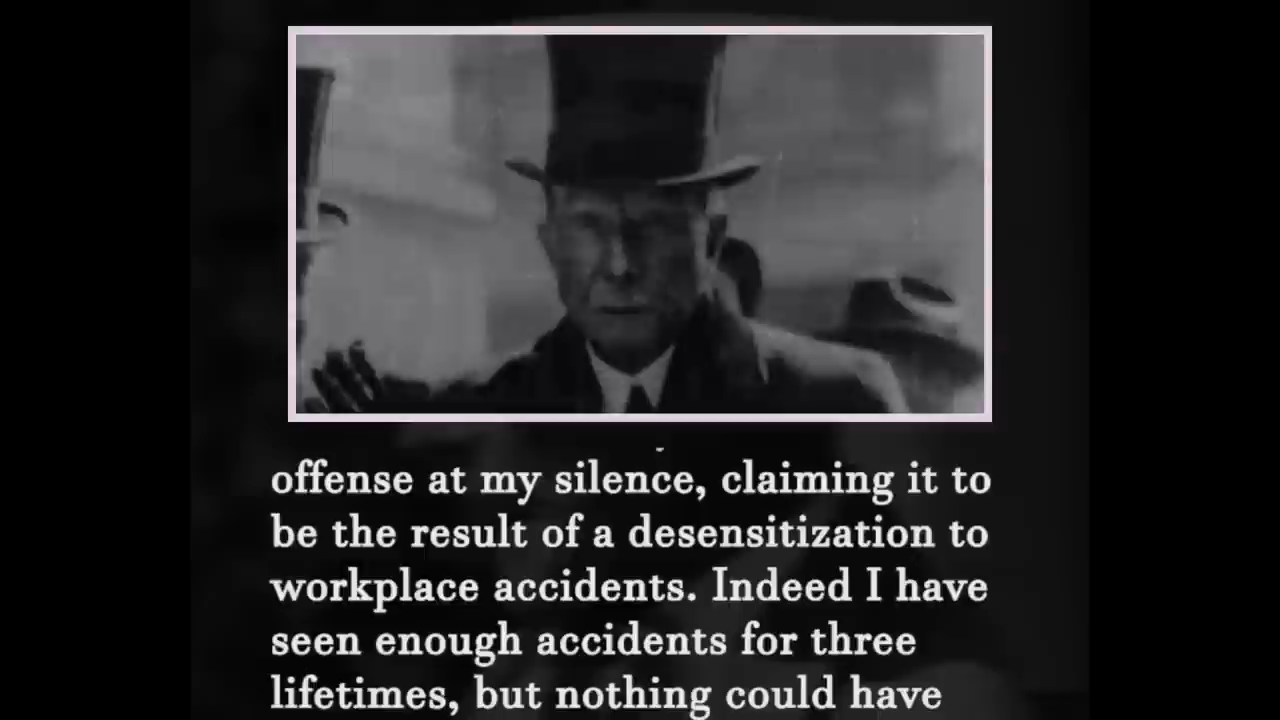 offense at my silence, claiming it to
be the result of a desensitization to
workplace accidents. Indeed I have
seen enough accidents for three
lifetimes, but nothing could have